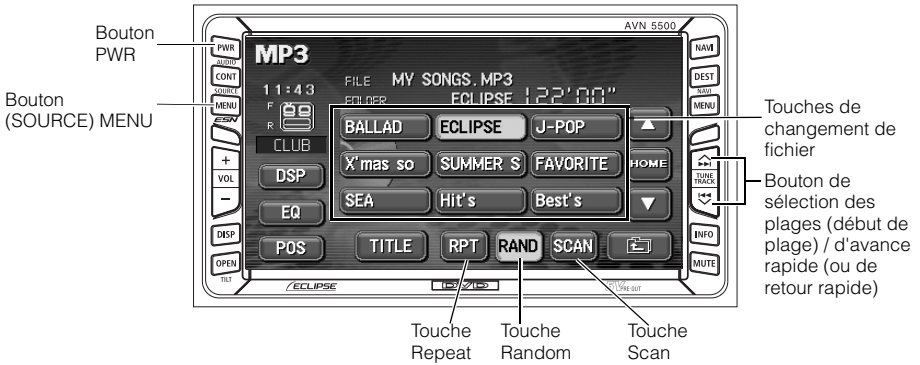 AVN 5500
Bouton
PWR
Bouton
(SOURCE) MENU
PWR
AUDIO
CONT
SOURCE
MENU
ESN
+
VOL
−
DISP
OPEN
TILT
MP3
11:43
F
R
CLUB
DSP
EQ
POS
FILE MY SONGS.MP3
FOLDER ECLIPSE 122'00"
BALLAD ECLIPSE J-POP
X'mas so SUMMER S FAVORITE
SEA Hit's Best's
HOME
TITLE RPT RAND SCAN
NAVI
DEST
NAVI
MENU
TUNE
TRACK
INFO
MUTE
ECLIPSE
DVD
PRE-OUT
Touches de
changement de
fichier
Bouton de
sélection des
plages (début de
plage) / d'avance
rapide (ou de
retour rapide)
Touche
Repeat
Touche
Random
Touche
Scan